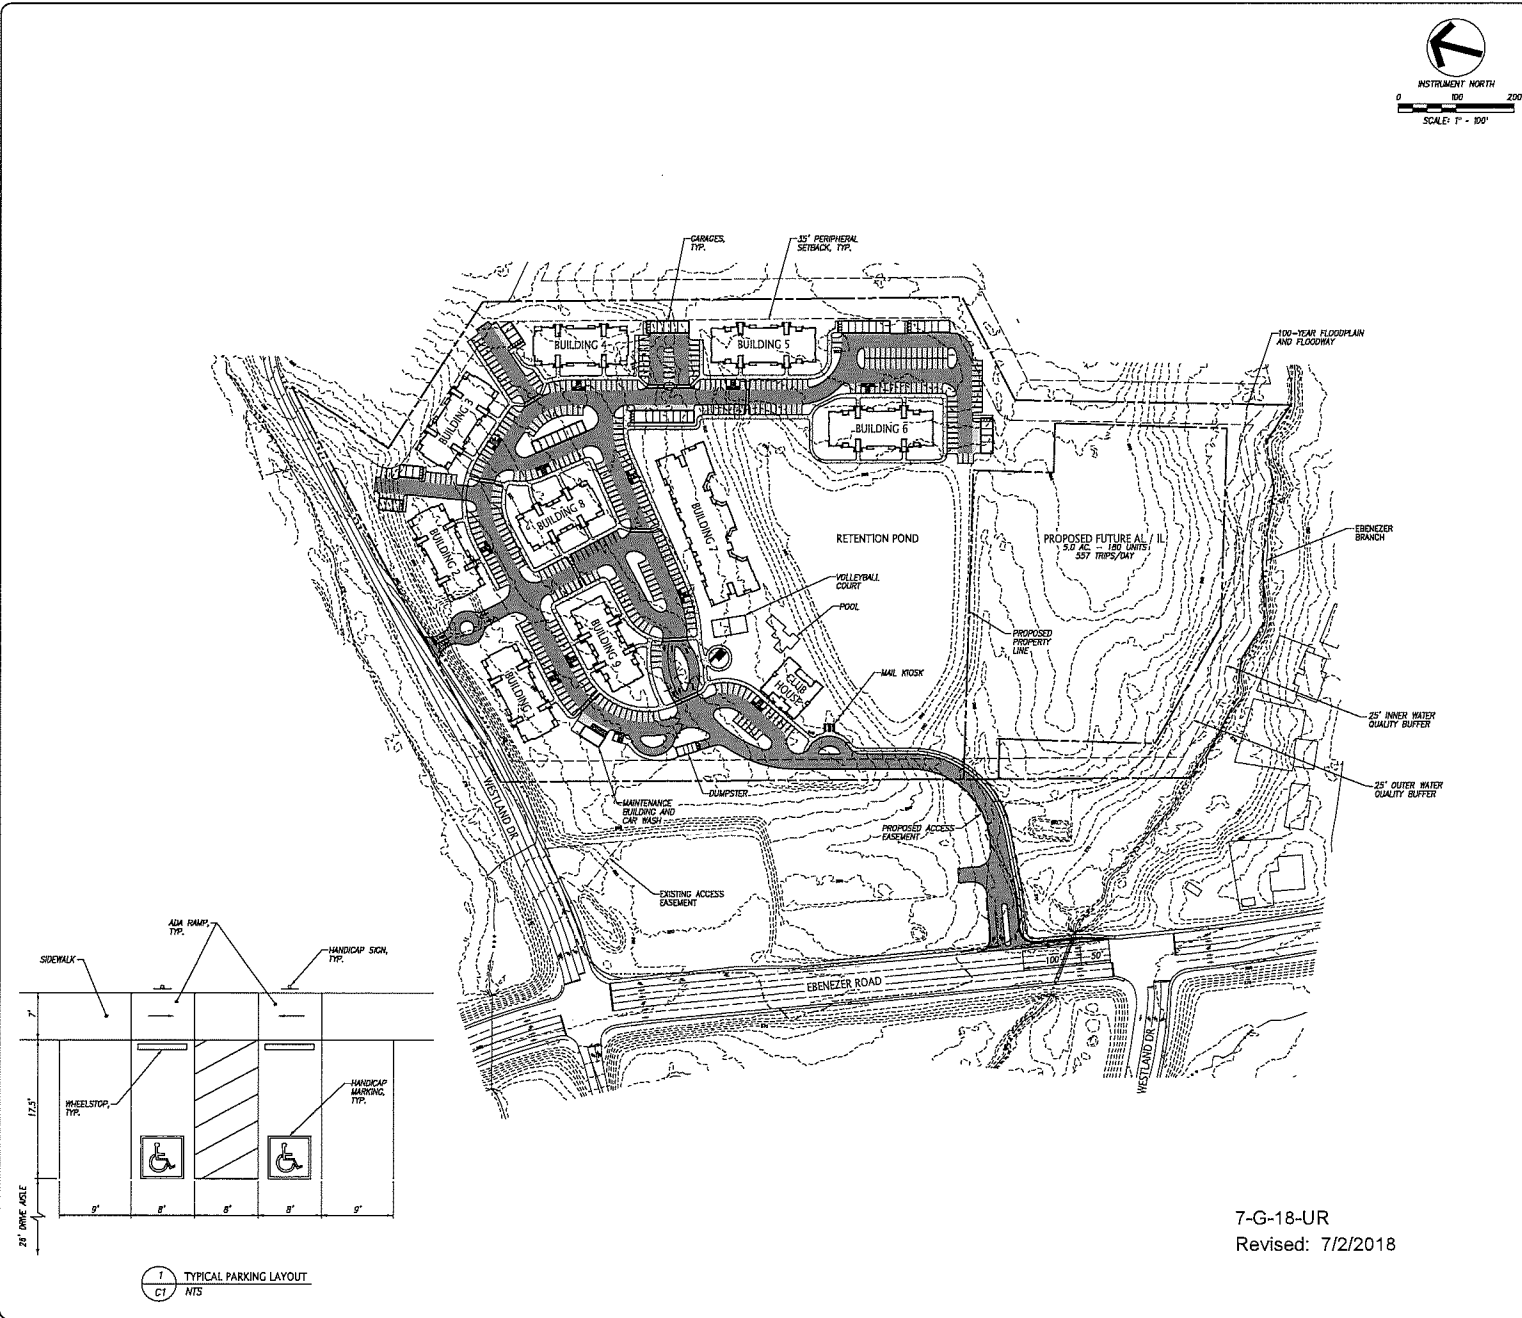 INSTRUMENT NORTH
0 100 200
SCALE: 1" - 100'
GARAGES,
TYP.
35' PERIPHERAL
SETBACK, TYP.
100-YEAR FLOODPLAIN
AND FLOODWAY
BUILDING 4
BUILDING 5
BUILDING 3
BUILDING 6
BUILDING 8
BUILDING 7
BUILDING 2
RETENTION POND
PROPOSED FUTURE AL / IL
5.0 AC. -- 180 UNITS
557 TRIPS/DAY
EBENEZER
BRANCH
VOLLEYBALL
COURT
POOL
BUILDING 9
PROPOSED
PROPERTY
LINE
BUILDING
CLUB
HOUSE
MAIL KIOSK
25' INNER WATER
QUALITY BUFFER
25' OUTER WATER
QUALITY BUFFER
WESTLAND DR
DUMPSTER
MAINTENANCE
BUILDING AND
CAR WASH
PROPOSED ACCESS
EASEMENT
EXISTING ACCESS
EASEMENT
100'
50'
EBENEZER ROAD
WESTLAND DR
ADA RAMP,
TYP.
SIDEWALK
HANDICAP SIGN,
TYP.
7'
17.5'
WHEELSTOP,
TYP.
HANDICAP
MARKING,
TYP.
26' DRIVE AISLE
9' 8' 8' 8' 9'
1 TYPICAL PARKING LAYOUT
C1 NTS
7-G-18-UR
Revised: 7/2/2018